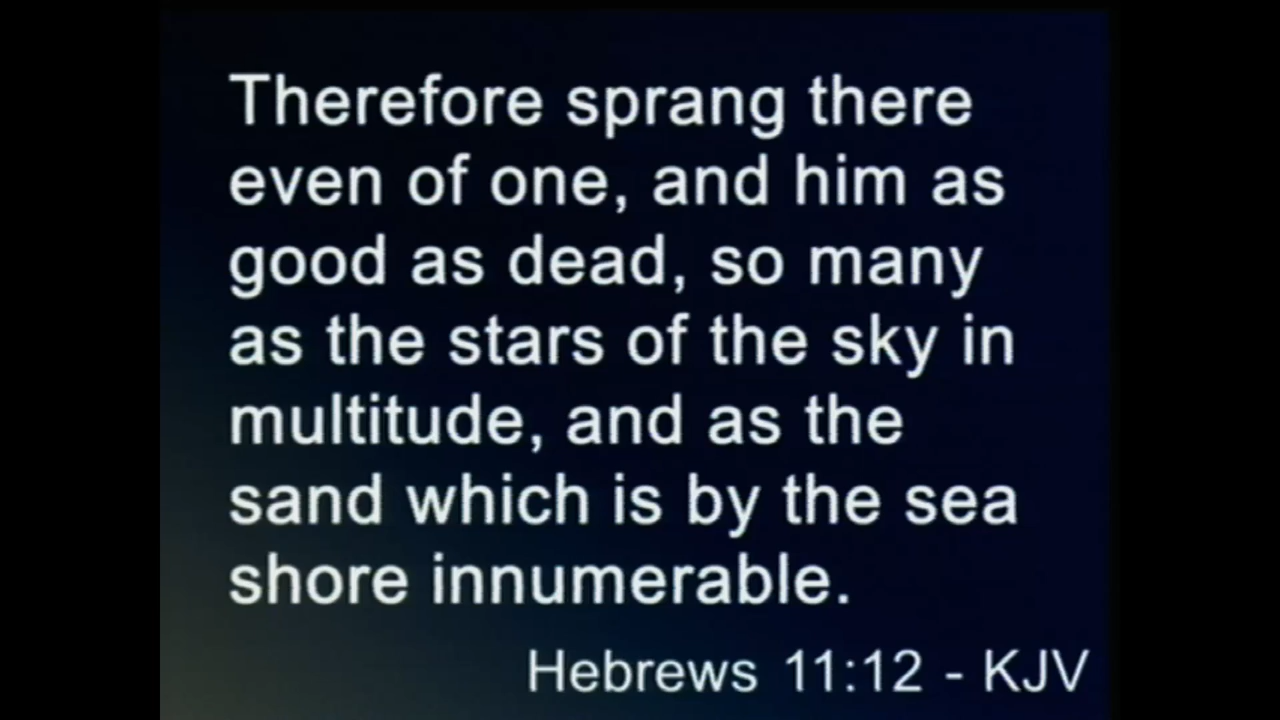 Therefore sprang there
even of one, and him as
good as dead, so many
as the stars of the sky in
multitude, and as the
sand which is by the sea
shore innumerable.
Hebrews 11:12 - KJV